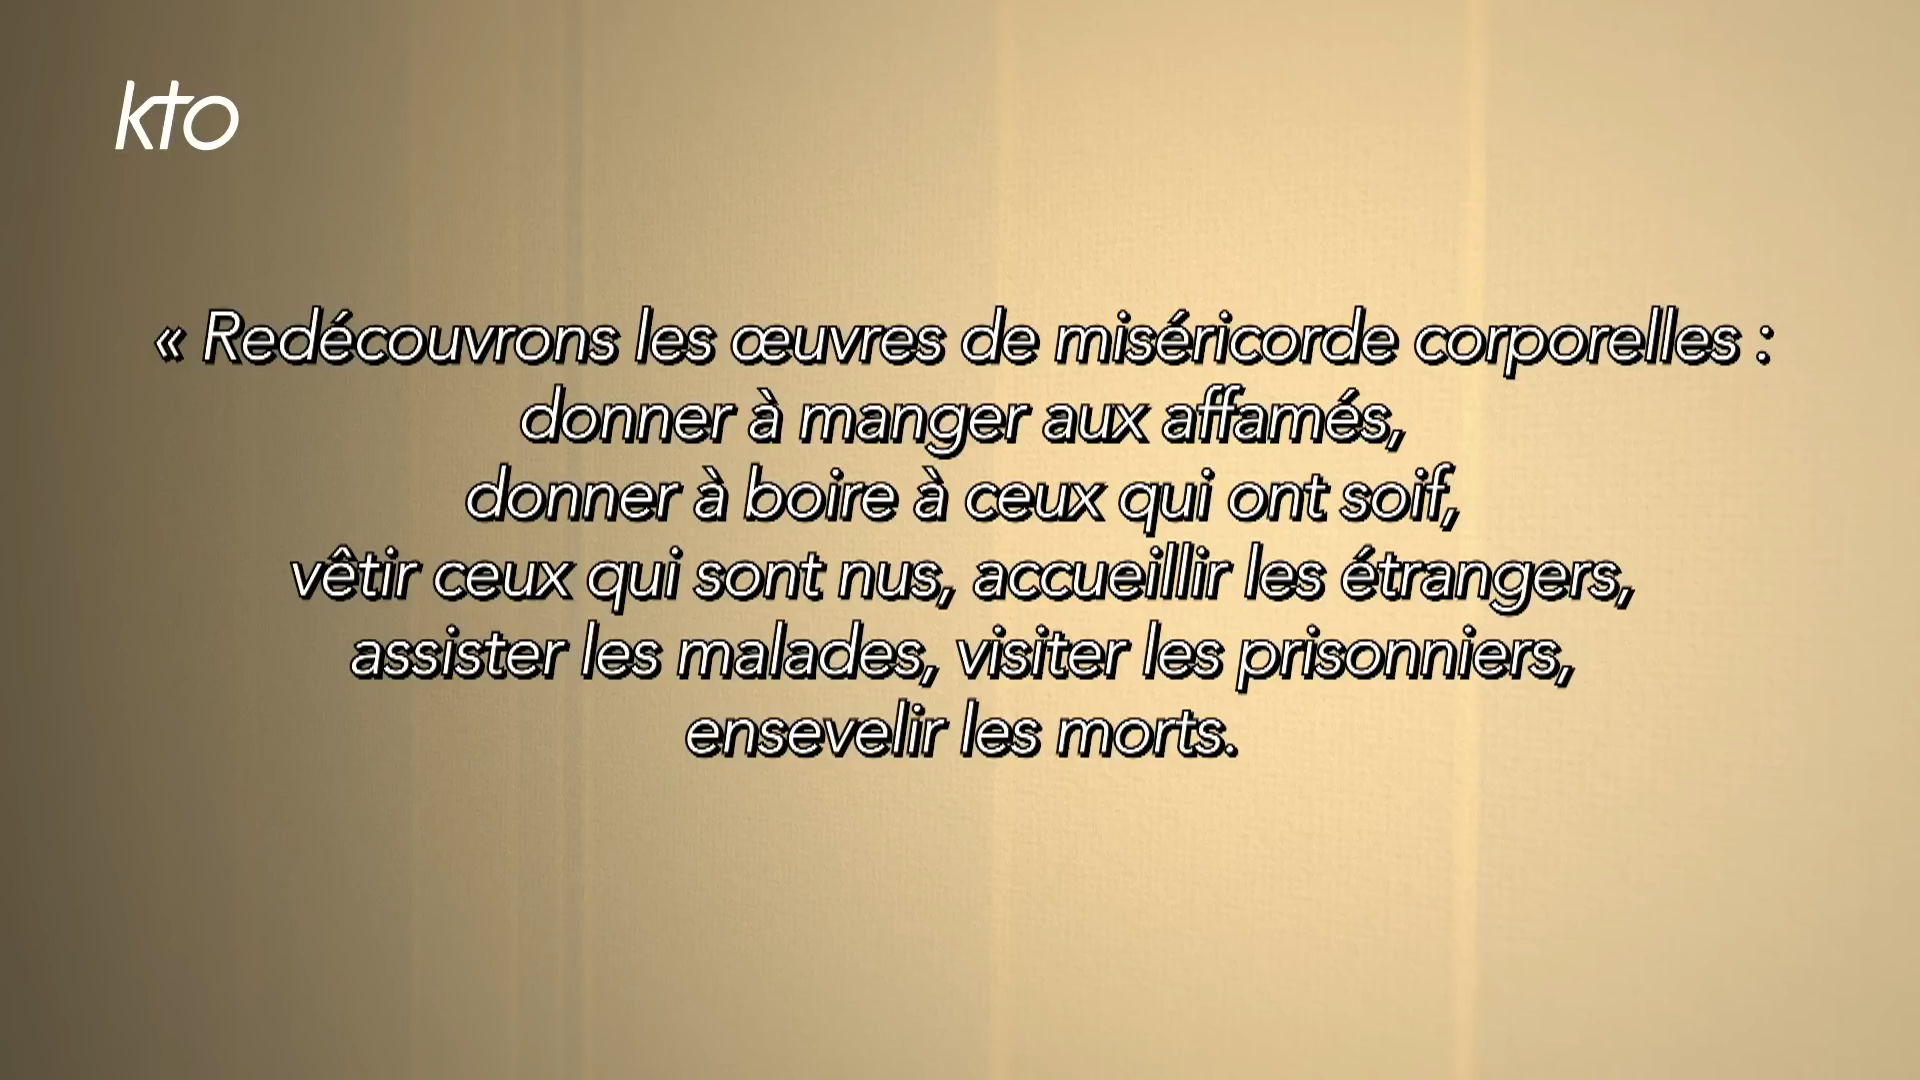 kto
« Redécouvrons les œuvres de miséricorde corporelles :
donner à manger aux affamés,
donner à boire à ceux qui ont soif,
vêtir ceux qui sont nus, accueillir les étrangers,
assister les malades, visiter les prisonniers,
ensevelir les morts.